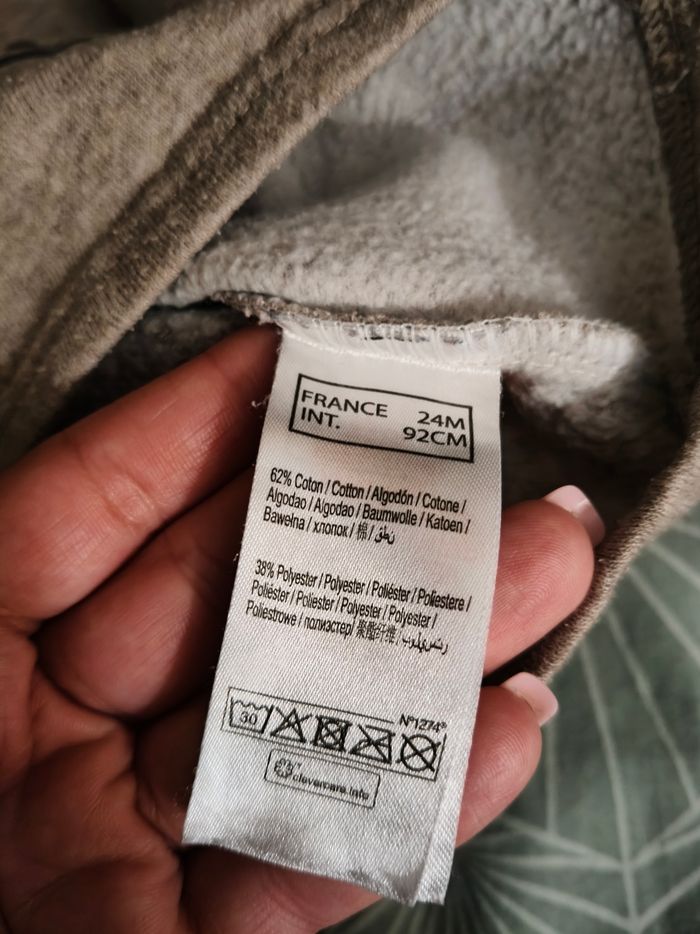 FRANCE 24M
INT. 92CM
62% Coton / Cotton / Algodón / Cotone /
Algodao / Algodao / Baumwolle / Katoen /
Bawełna / хлопок / 棉 / قطن
38% Polyester / Polyester / Poliéster / Poliestere /
Poliéster / Poliester / Polyester / Polyester /
Poliestrowe / полиэстер/ 聚酯纤维 / بوليستر
N°1274®
30
clevercare.info